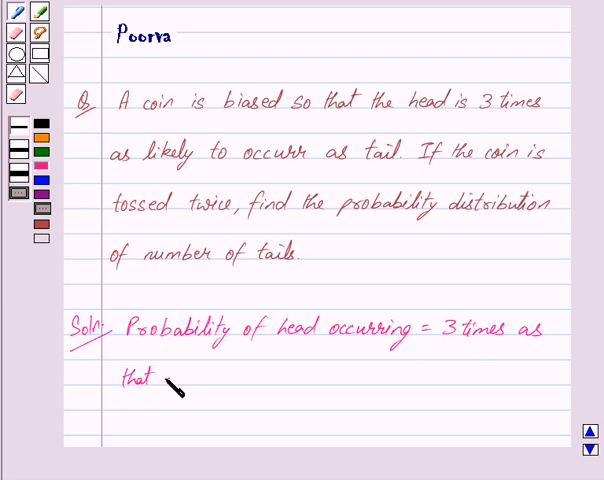 Poorva
Q A coin is biased so that the head is 3 times
as likely to occurr as tail. If the coin is
tossed twice, find the probability distribution
of number of tails.
Soln: Probability of head occurring = 3 times as
that